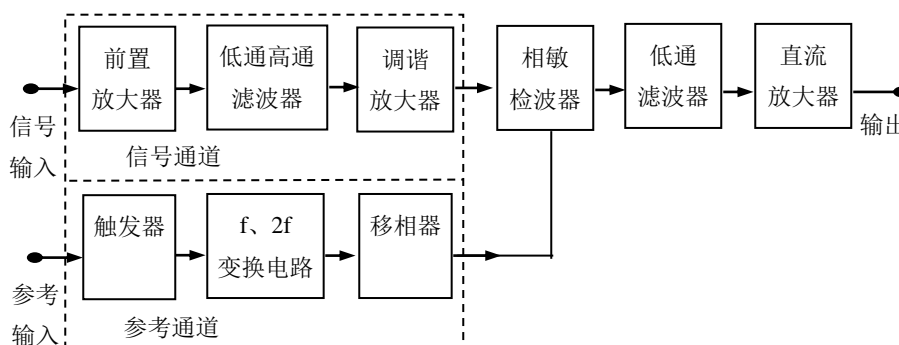 前置
放大器
低通高通
滤波器
调谐
放大器
相敏
检波器
低通
滤波器
直流
放大器
信号
输入
信号通道
输出
触发器
f、2f
变换电路
移相器
参考
输入
参考通道